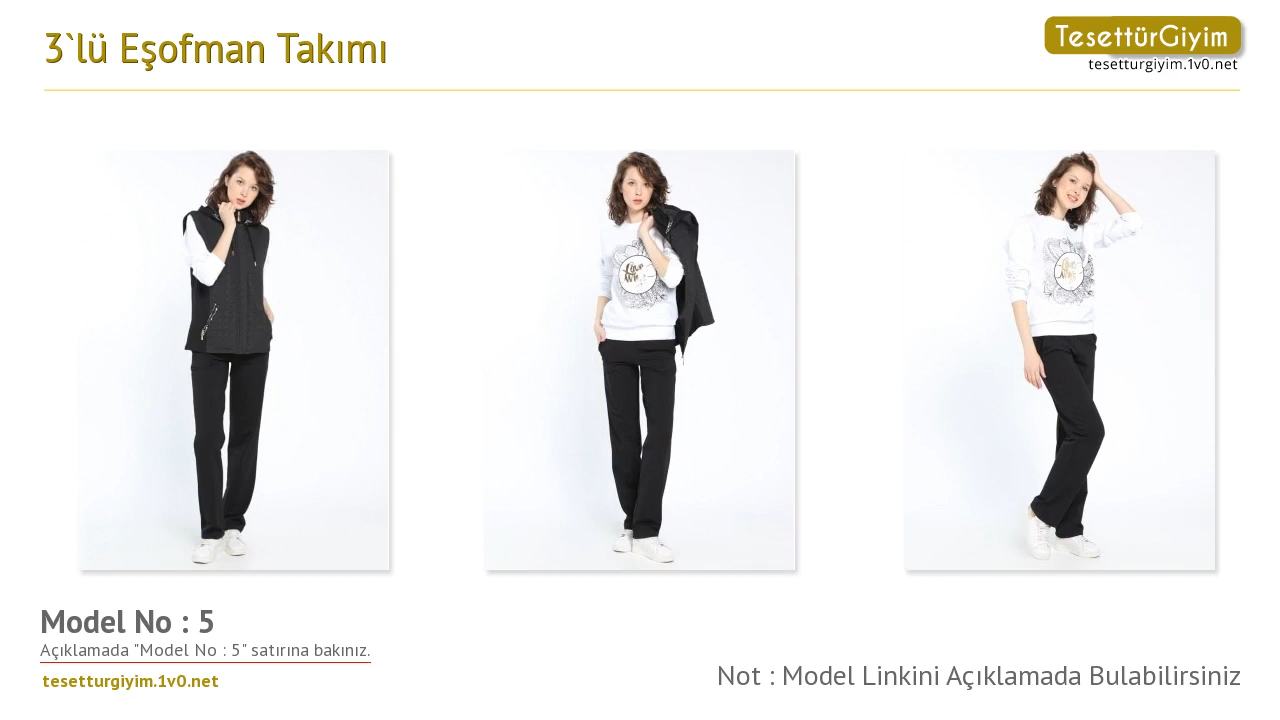 3`lü Eşofman Takımı
TesettürGiyim
tesetturgiyim.1v0.net
Model No : 5
Açıklamada "Model No : 5" satırına bakınız.
tesetturgiyim.1v0.net
Not : Model Linkini Açıklamada Bulabilirsiniz